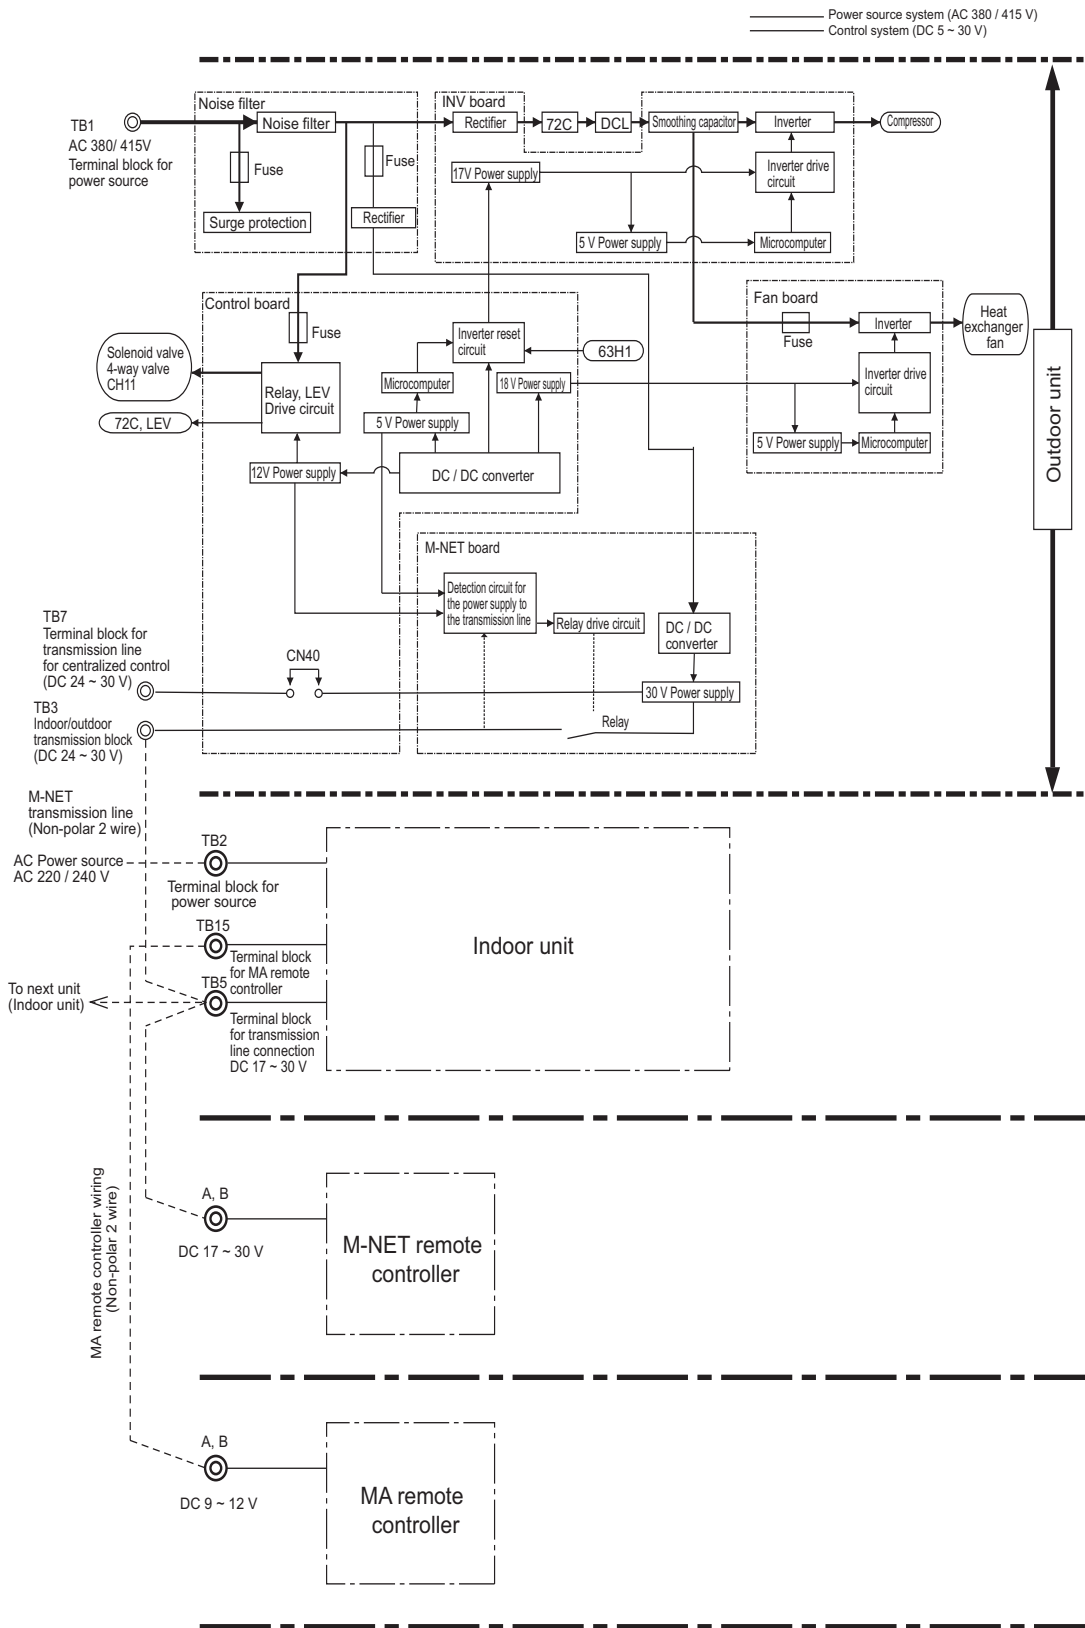 Power source system (AC 380 / 415 V)
Control system (DC 5 ~ 30 V)
Noise filter
INV board
TB1
AC 380/ 415V
Terminal block for
power source
Noise filter
Fuse
Surge protection
Fuse
Rectifier
Rectifier
72C
DCL
Smoothing capacitor
Inverter
Compressor
17V Power supply
Inverter drive
circuit
5 V Power supply
Microcomputer
Control board
Fuse
Solenoid valve
4-way valve
CH11
72C, LEV
Relay, LEV
Drive circuit
12V Power supply
Inverter reset
circuit
63H1
Microcomputer
18 V Power supply
5 V Power supply
DC / DC converter
Fan board
Fuse
Inverter
Heat
exchanger
fan
Inverter drive
circuit
5 V Power supply
Microcomputer
Outdoor unit
M-NET board
Detection circuit for
the power supply to
the transmission line
Relay drive circuit
DC / DC
converter
30 V Power supply
Relay
TB7
Terminal block for
transmission line
for centralized control
(DC 24 ~ 30 V)
CN40
TB3
Indoor/outdoor
transmission block
(DC 24 ~ 30 V)
M-NET
transmission line
(Non-polar 2 wire)
AC Power source
AC 220 / 240 V
TB2
Terminal block for
power source
TB15
Terminal block
for MA remote
controller
TB5
Terminal block
for transmission
line connection
DC 17 ~ 30 V
To next unit
(Indoor unit)
Indoor unit
MA remote controller wiring
(Non-polar 2 wire)
A, B
DC 17 ~ 30 V
M-NET remote
controller
A, B
DC 9 ~ 12 V
MA remote
controller